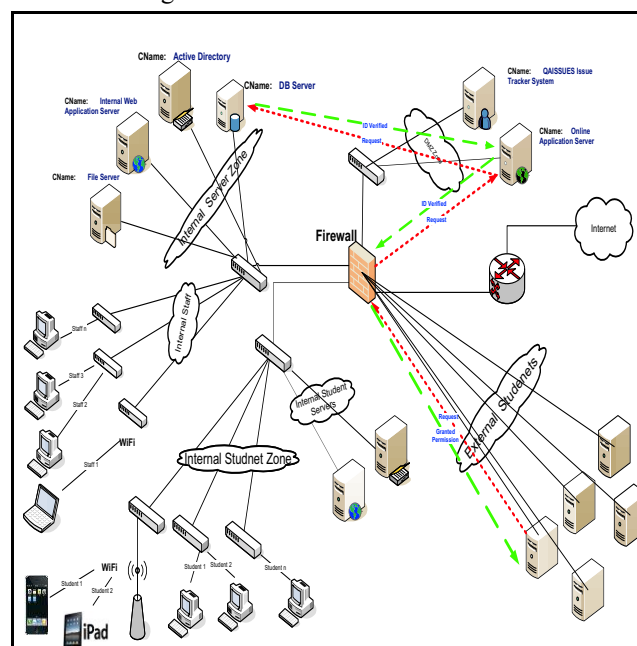 CName: Active Directory
CName: DB Server
CName: QAISSUES Issue
Tracker System
CName: Internal Web
Application Server
CName: Online
Application Server
CName: File Server
ID Verified
Request
DMZ Zone
ID Verified
Request
Internal Server Zone
Firewall
Internet
Internal Staff
Staff n
Staff 3
Staff 2
WiFi
Staff 1
Internal Student
Servers
Internal Studnet Zone
External Studenets
Request
Granted
Permission
Student 1
Student 2
Student n
WiFi
Student 1
Student 2
iPad